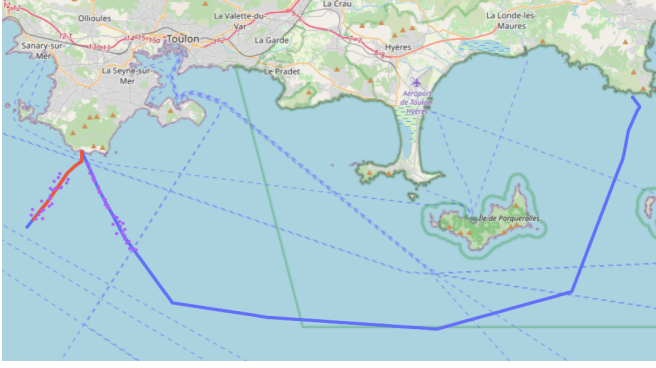 Ollioules
La Valette-du-
Var
La Crau
La Londe-les-
Maures
Sanary-sur-
Mer
Toulon
La Garde
Hyères
La Seyne-sur-
Mer
Le Pradet
Aéroport
de Toulon
Hyères
Île de Porquerolles